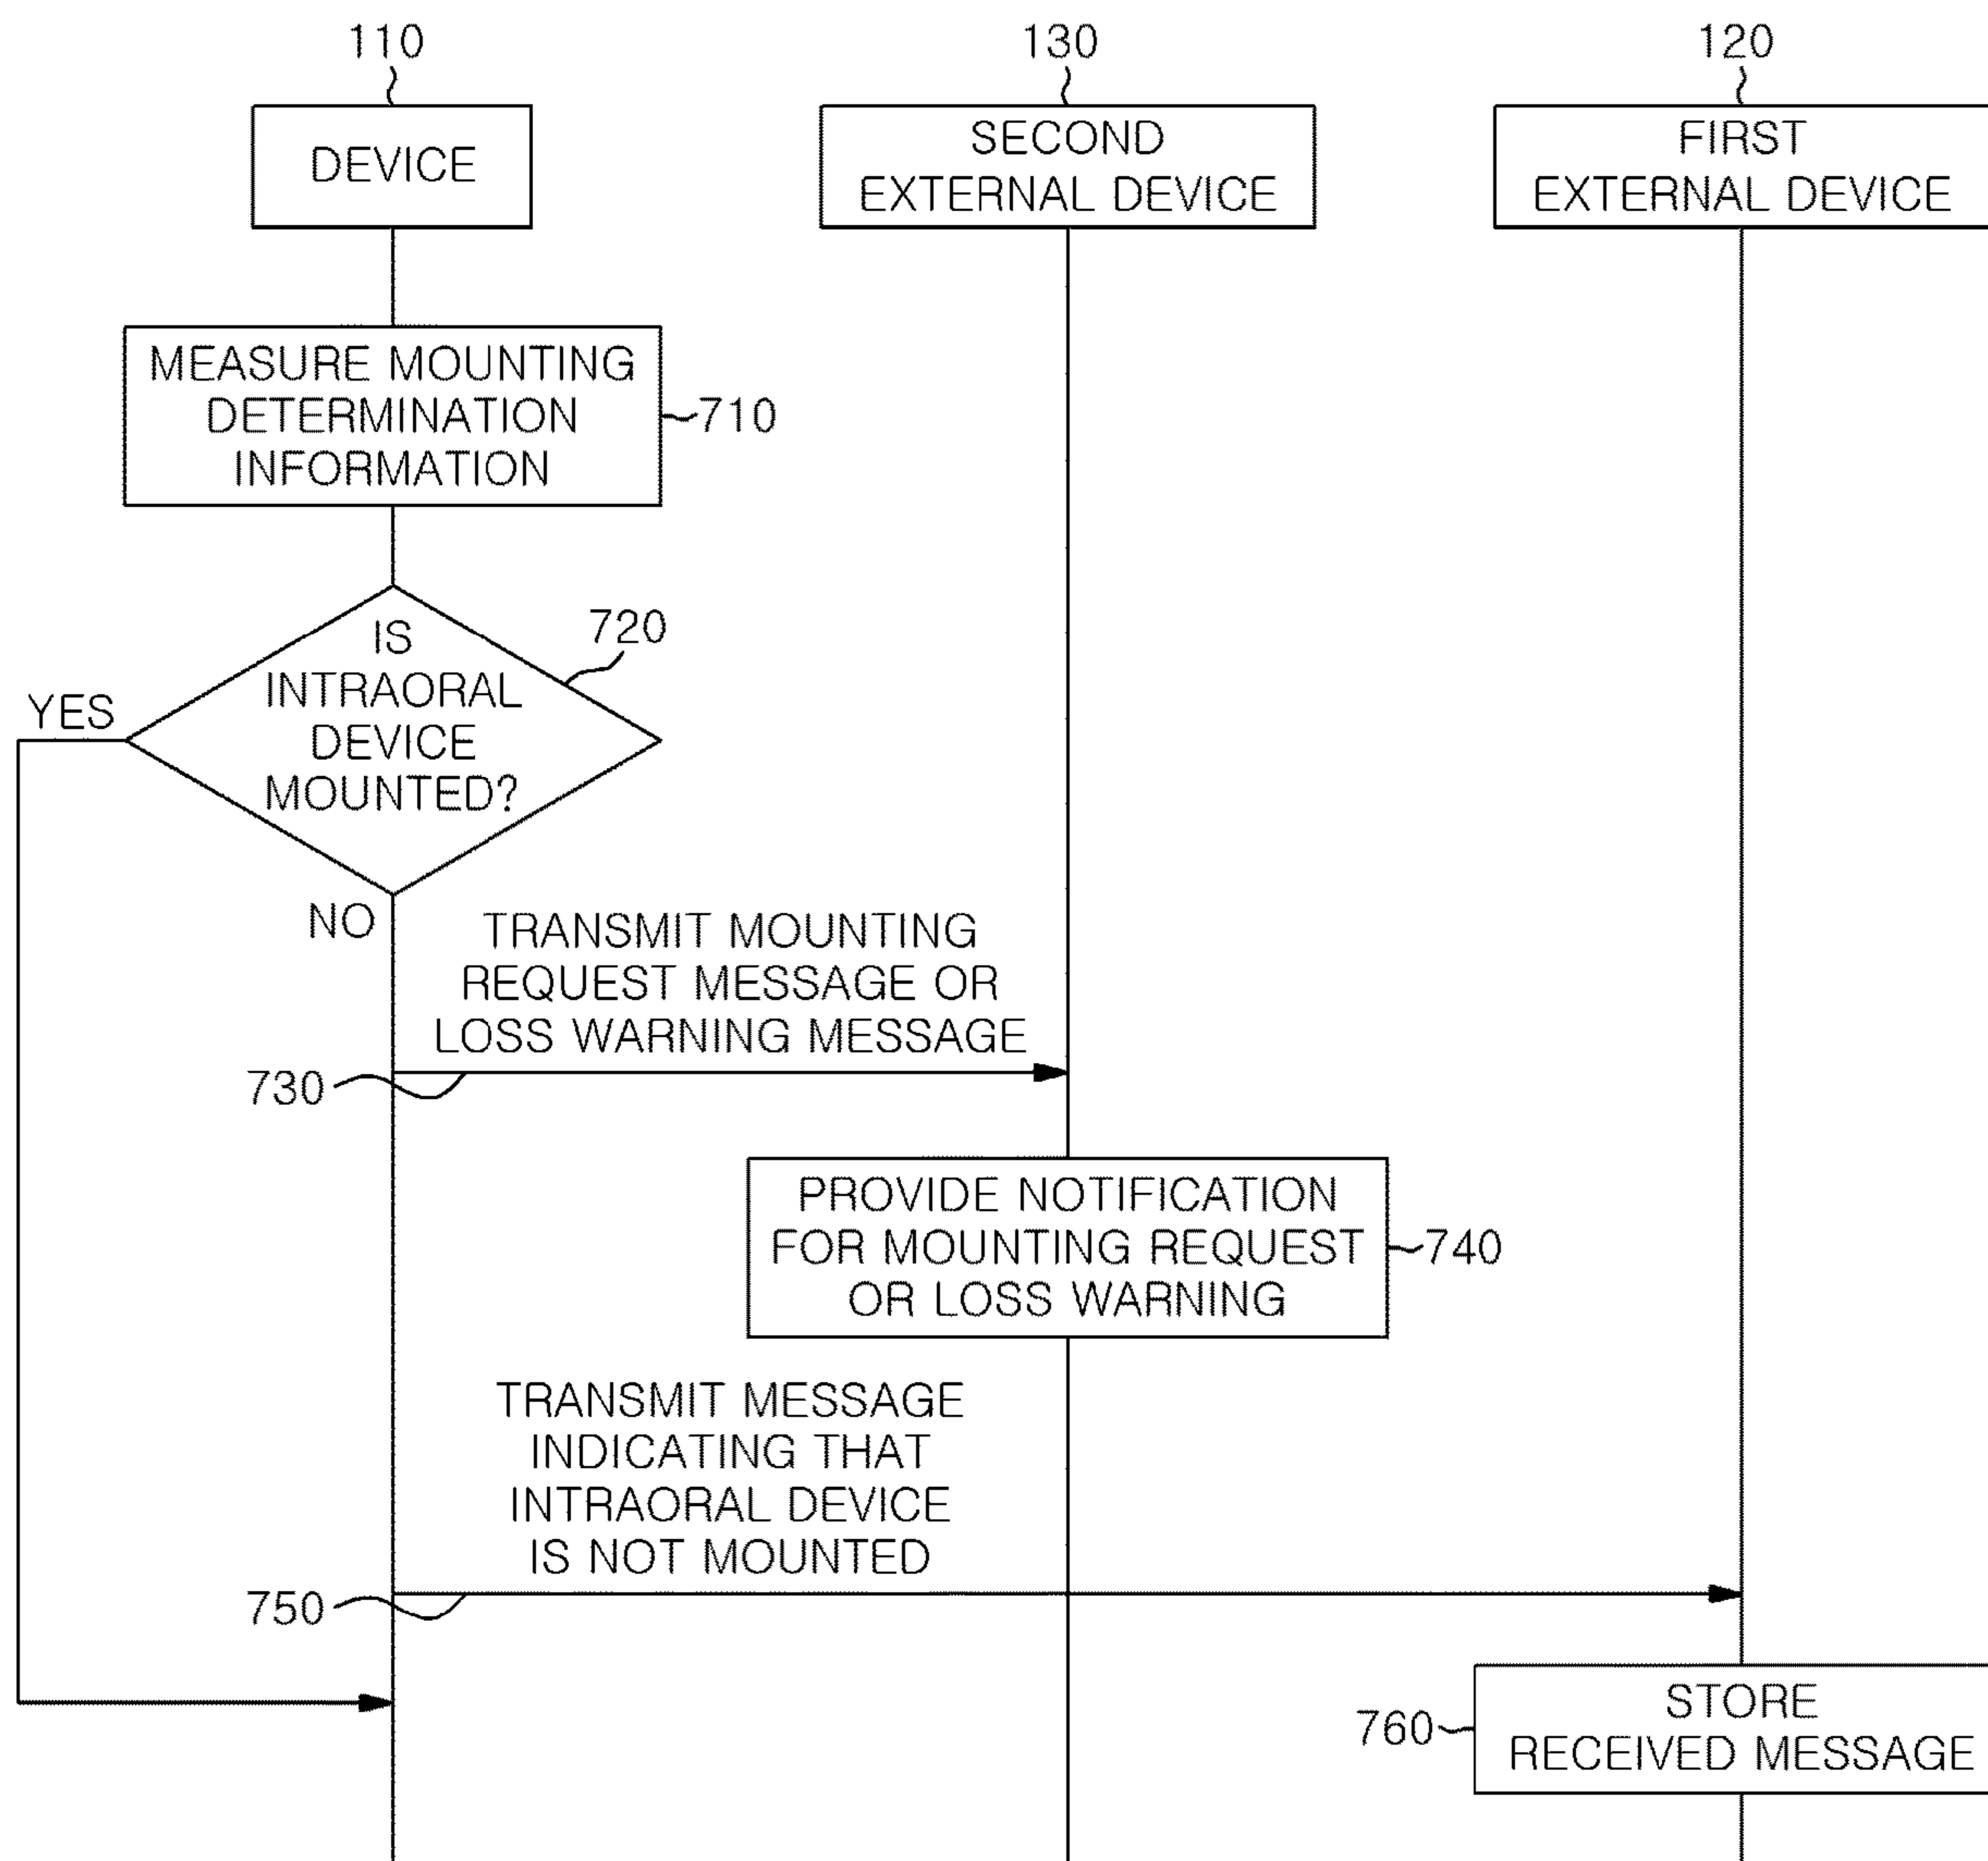 110
130
120
DEVICE
SECOND
EXTERNAL DEVICE
FIRST
EXTERNAL DEVICE
MEASURE MOUNTING
DETERMINATION
INFORMATION
710
IS
INTRAORAL
DEVICE
MOUNTED?
720
YES
NO
TRANSMIT MOUNTING
REQUEST MESSAGE OR
LOSS WARNING MESSAGE
730
PROVIDE NOTIFICATION
FOR MOUNTING REQUEST
OR LOSS WARNING
740
TRANSMIT MESSAGE
INDICATING THAT
INTRAORAL DEVICE
IS NOT MOUNTED
750
STORE
RECEIVED MESSAGE
760